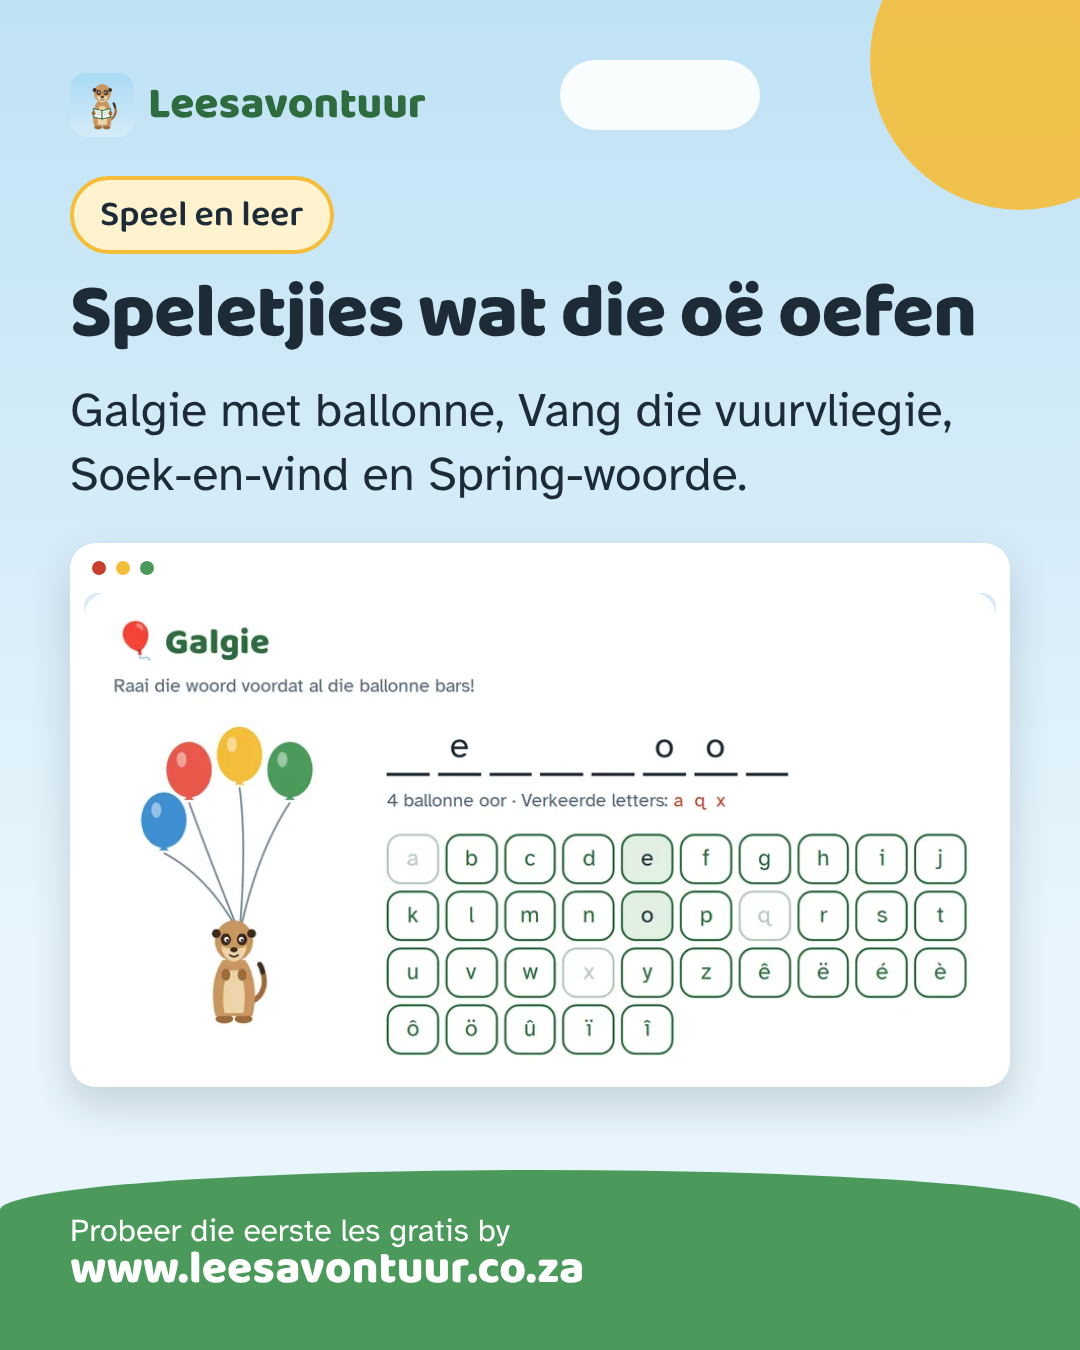 Leesavontuur
Speel en leer
Speletjies wat die oë oefen
Galgie met ballonne, Vang die vuurvliegie,
Soek-en-vind en Spring-woorde.
Galgie
Raai die woord voordat al die ballonne bars!
_ e _ _ _ o o _
4 ballonne oor · Verkeerde letters: a q x
a b c d e f g h i j
k l m n o p q r s t
u v w x y z ê ë é è
ô ö û ï î
Probeer die eerste les gratis by
www.leesavontuur.co.za